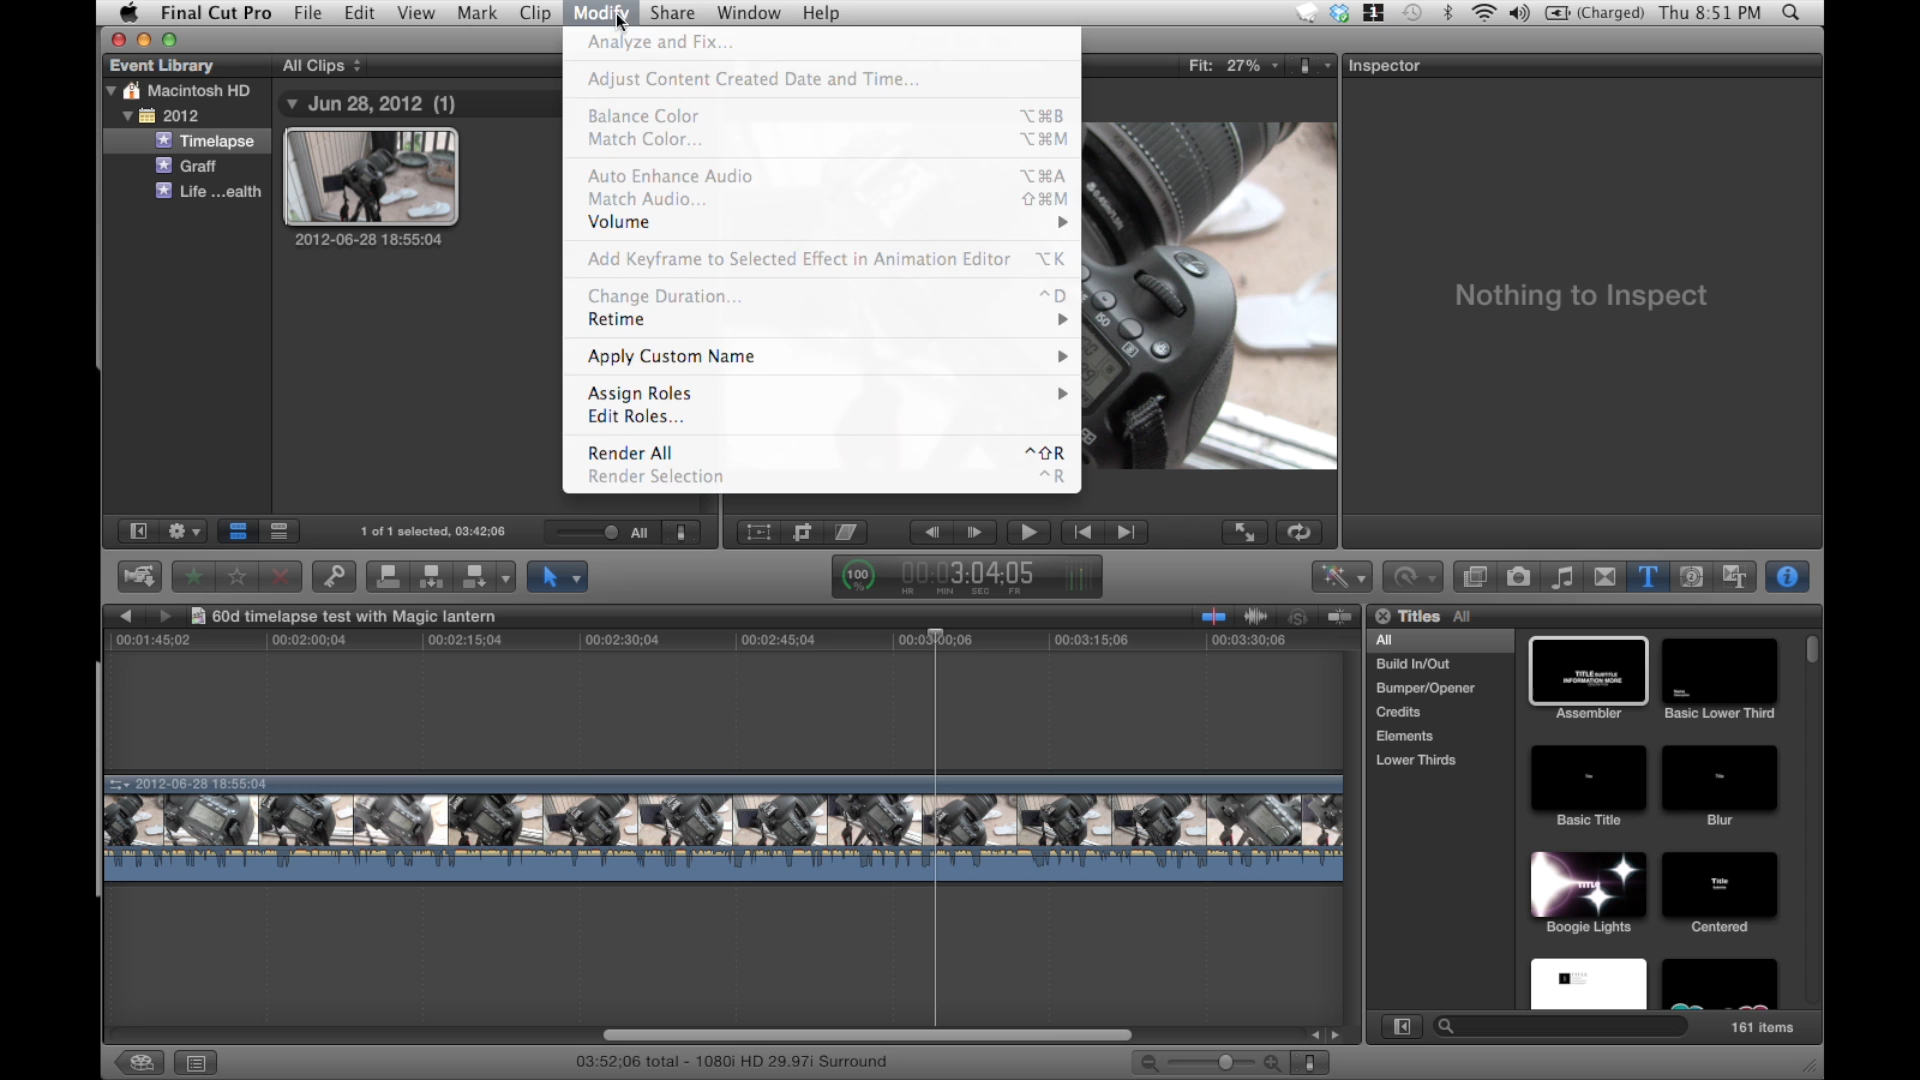 Final Cut Pro File Edit View Mark Clip Modify Share Window Help (Charged) Thu 8:51 PM
Event Library
All Clips
Fit: 27%
Inspector
Macintosh HD
2012
Timelapse
Graff
Life ...ealth
Jun 28, 2012 (1)
2012-06-28 18:55:04
Analyze and Fix...
Adjust Content Created Date and Time...
Balance Color ⌥⌘B
Match Color... ⌥⌘M
Auto Enhance Audio ⌥⌘A
Match Audio... ⇧⌘M
Volume
Add Keyframe to Selected Effect in Animation Editor ⌥K
Change Duration... ^D
Retime
Apply Custom Name
Assign Roles
Edit Roles...
Render All ^⇧R
Render Selection ^R
ISO
Nothing to Inspect
1 of 1 selected, 03:42;06
All
100
%
00:03:04;05
HR MIN SEC FR
60d timelapse test with Magic lantern
00:01:45;02 00:02:00;04 00:02:15;04 00:02:30;04 00:02:45;04 00:03:00;06 00:03:15;06 00:03:30;06
2012-06-28 18:55:04
Titles All
All
Build In/Out
Bumper/Opener
Credits
Elements
Lower Thirds
TITLE SUBTITLE
INFORMATION MORE
Assembler
Basic Lower Third
Title
Basic Title
Title
Blur
TITLE
Boogie Lights
Title
Centered
161 items
03:52;06 total - 1080i HD 29.97i Surround